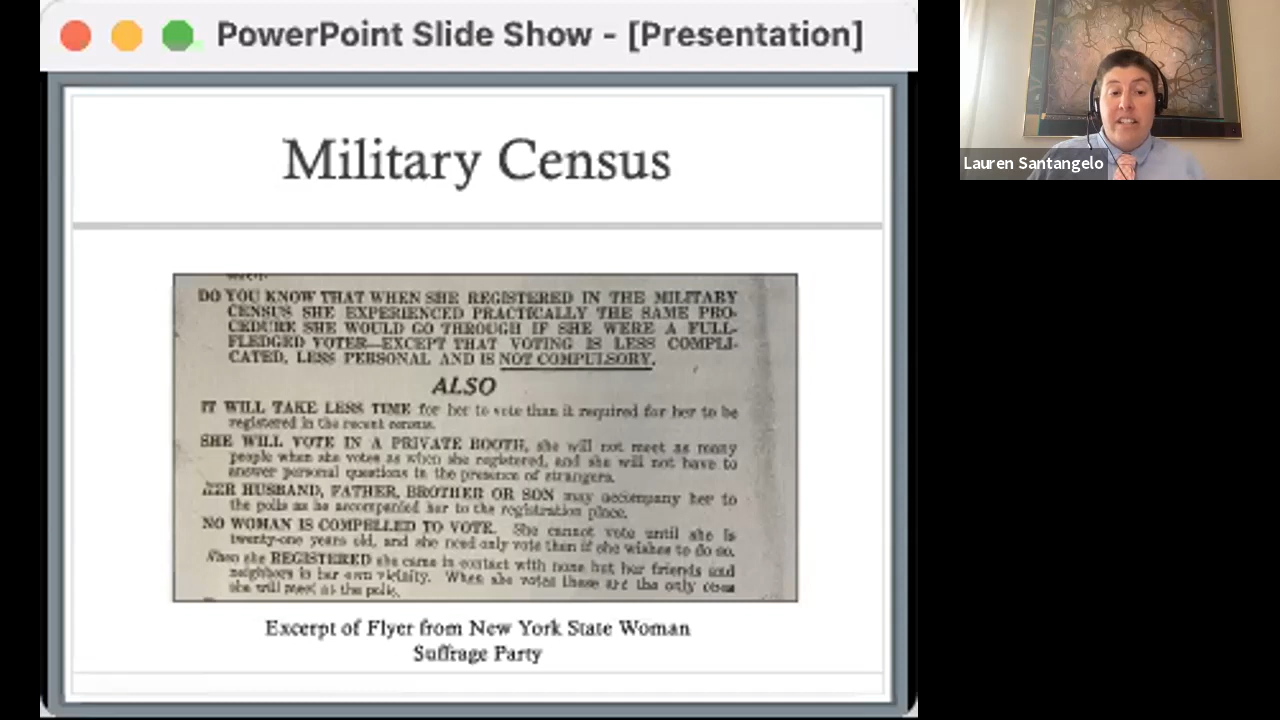 PowerPoint Slide Show - [Presentation]
Lauren Santangelo
Military Census
DO YOU KNOW THAT WHEN SHE REGISTERED IN THE MILITARY
CENSUS SHE EXPERIENCED PRACTICALLY THE SAME PRO-
CEDURE SHE WOULD GO THROUGH IF SHE WERE A FULL-
FLEDGED VOTER—EXCEPT THAT VOTING IS LESS COMPLI-
CATED, LESS PERSONAL AND IS NOT COMPULSORY.
ALSO
IT WILL TAKE LESS TIME for her to vote than it required for her to be
registered in the recent census.
SHE WILL VOTE IN A PRIVATE BOOTH, she will not meet as many
people when she votes as when she registered, and she will not have to
answer personal questions in the presence of strangers.
HER HUSBAND, FATHER, BROTHER OR SON may accompany her to
the polls as he accompanied her to the registration place.
NO WOMAN IS COMPELLED TO VOTE. She cannot vote until she is
twenty-one years old, and she need only vote then if she wishes to do so.
When she REGISTERED she came in contact with none but her friends and
neighbors in her own vicinity. When she votes these are the only ones
she will meet at the polls.
Excerpt of Flyer from New York State Woman
Suffrage Party